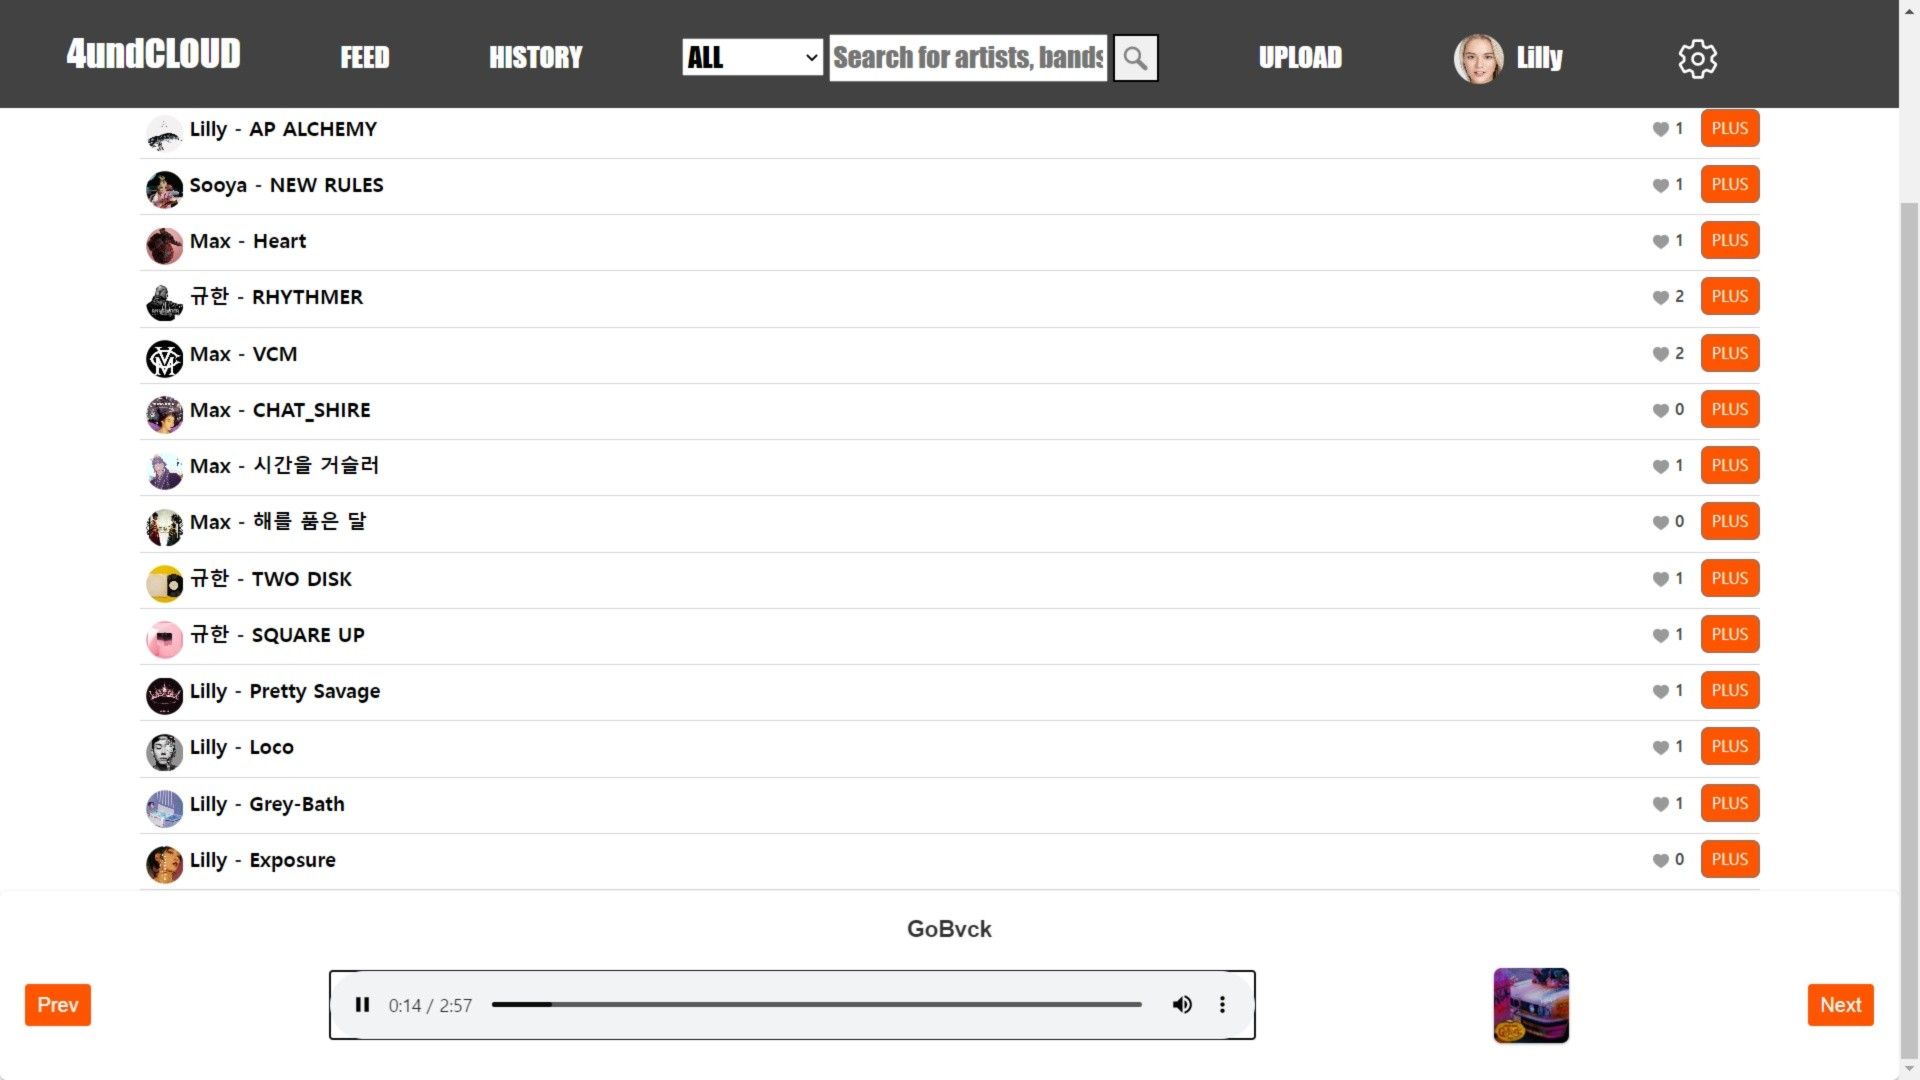 4undCLOUD FEED HISTORY ALL Search for artists, bands UPLOAD Lilly
Lilly - AP ALCHEMY 1 PLUS
Sooya - NEW RULES 1 PLUS
Max - Heart 1 PLUS
규한 - RHYTHMER 2 PLUS
Max - VCM 2 PLUS
Max - CHAT_SHIRE 0 PLUS
Max - 시간을 거슬러 1 PLUS
Max - 해를 품은 달 0 PLUS
규한 - TWO DISK 1 PLUS
규한 - SQUARE UP 1 PLUS
Lilly - Pretty Savage 1 PLUS
Lilly - Loco 1 PLUS
Lilly - Grey-Bath 1 PLUS
Lilly - Exposure 0 PLUS
GoBvck
Prev 0:14 / 2:57 Next